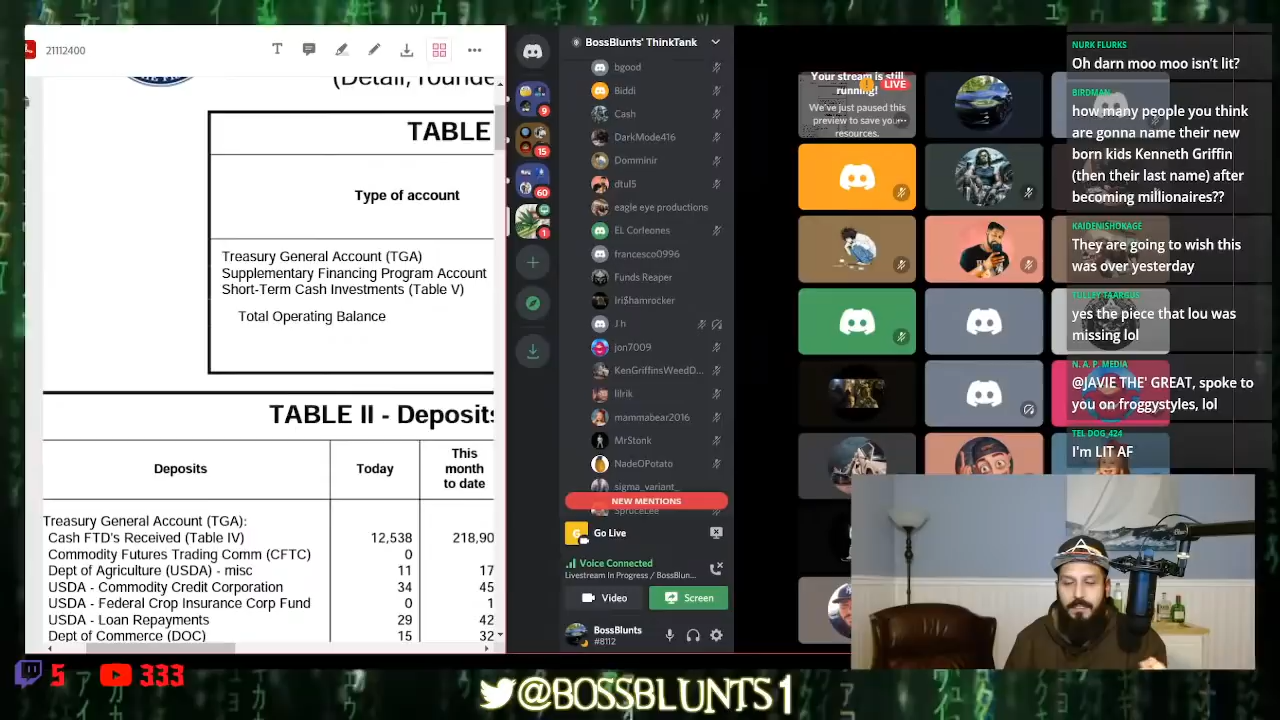 21112400
T
(Detail, rounde
TABLE
Type of account
Treasury General Account (TGA)
Supplementary Financing Program Account
Short-Term Cash Investments (Table V)
Total Operating Balance
TABLE II - Deposits
Deposits
Today
This
month
to date
Treasury General Account (TGA):
Cash FTD's Received (Table IV)
12,538
218,90
Commodity Futures Trading Comm (CFTC)
0
Dept of Agriculture (USDA) - misc
11
17
USDA - Commodity Credit Corporation
34
45
USDA - Federal Crop Insurance Corp Fund
0
1
USDA - Loan Repayments
29
42
Dept of Commerce (DOC)
15
32
9
15
60
1
BossBlunts' ThinkTank
bgood
Biddi
Cash
DarkMode416
Domminir
dtul5
eagle eye productions
EL Corleones
francesco0996
Funds Reaper
Iri$hamrocker
J h
jon7009
KenGriffinsWeedD...
lilrik
mammabear2016
MrStonk
NadeOPotato
sigma_variant_
SpruceLee
NEW MENTIONS
Go Live
Voice Connected
Livestream In Progress / BossBlun...
Video
Screen
BossBlunts
#8112
Your stream is still
running!
LIVE
We've just paused this
preview to save your
resources.
NURK FLURKS
Oh darn moo moo isn't lit?
BIRDMAN
how many people you think
are gonna name their new
born kids Kenneth Griffin
(then their last name) after
becoming millionaires??
KAIDENISHOKAGE
They are going to wish this
was over yesterday
yes the piece that lou was
missing lol
N. A. P. MEDIA
@JAVIE THE' GREAT, spoke to
you on froggystyles, lol
TEL DOG_424
I'm LIT AF
5
333
@BOSSBLUNTS1